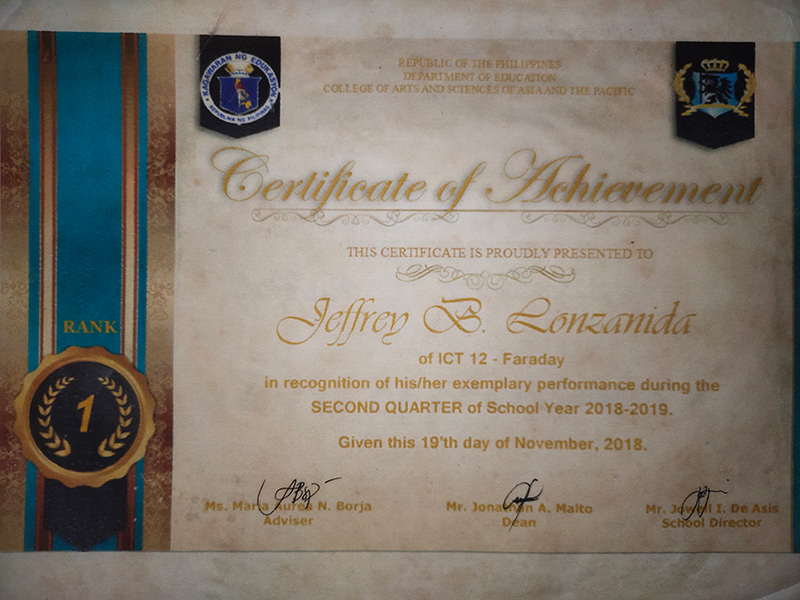 KAGAWARAN NG EDUKASYON
REPUBLIKA NG PILIPINAS
REPUBLIC OF THE PHILIPPINES
DEPARTMENT OF EDUCATION
COLLEGE OF ARTS AND SCIENCES OF ASIA AND THE PACIFIC
Certificate of Achievement
THIS CERTIFICATE IS PROUDLY PRESENTED TO
Jeffrey B. Lonzanida
of ICT 12 - Faraday
in recognition of his/her exemplary performance during the
SECOND QUARTER of School Year 2018-2019.
Given this 19'th day of November, 2018.
RANK
1
Ms. Maria Aurea N. Borja
Adviser
Mr. Jonathan A. Malto
Dean
Mr. I. De Asis
School Director